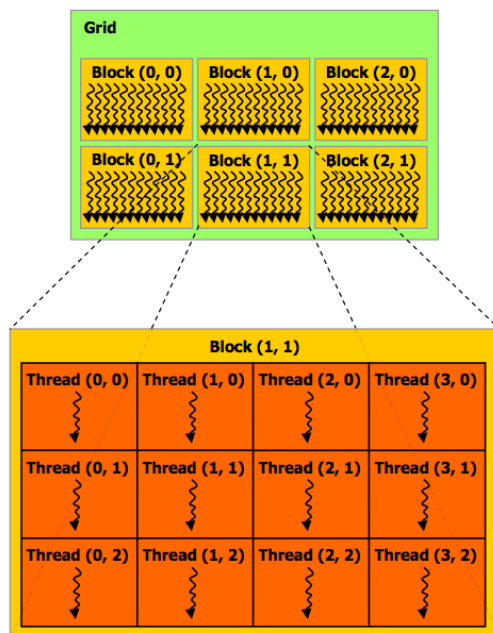 Grid
Block (0, 0) Block (1, 0) Block (2, 0)
Block (0, 1) Block (1, 1) Block (2, 1)
Block (1, 1)
Thread (0, 0) Thread (1, 0) Thread (2, 0) Thread (3, 0)
Thread (0, 1) Thread (1, 1) Thread (2, 1) Thread (3, 1)
Thread (0, 2) Thread (1, 2) Thread (2, 2) Thread (3, 2)